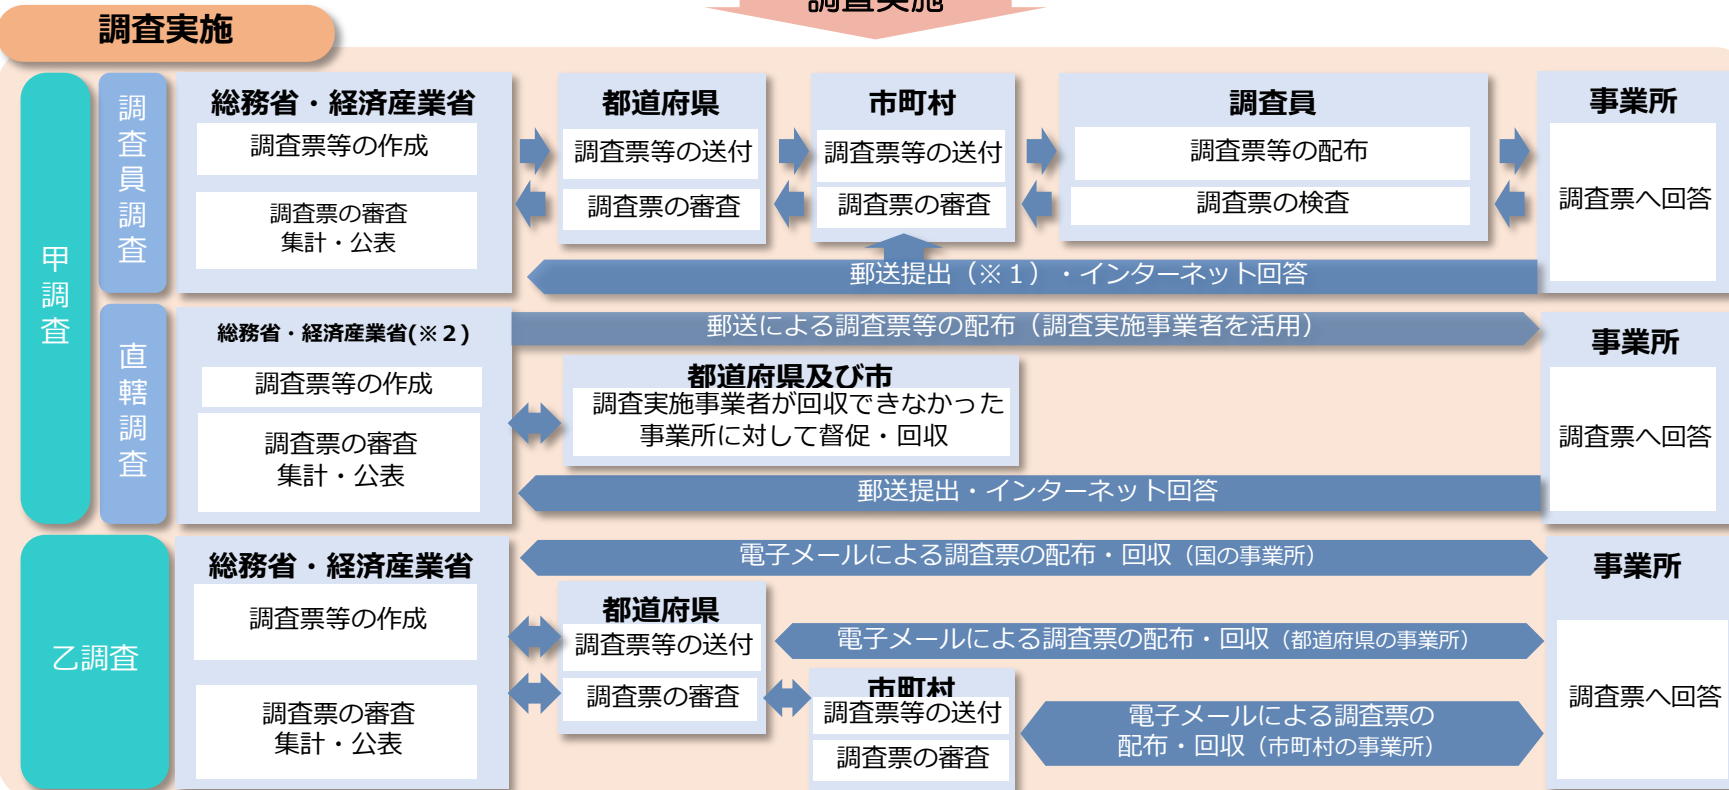 調査実施
調査実施
甲調査
調査員調査
総務省・経済産業省
調査票等の作成
調査票の審査
集計・公表
都道府県
調査票等の送付
調査票の審査
市町村
調査票等の送付
調査票の審査
調査員
調査票等の配布
調査票の検査
事業所
調査票へ回答
郵送提出（※１）・インターネット回答
直轄調査
総務省・経済産業省(※２)
調査票等の作成
調査票の審査
集計・公表
郵送による調査票等の配布（調査実施事業者を活用）
都道府県及び市
調査実施事業者が回収できなかった
事業所に対して督促・回収
郵送提出・インターネット回答
事業所
調査票へ回答
乙調査
総務省・経済産業省
調査票等の作成
調査票の審査
集計・公表
電子メールによる調査票の配布・回収（国の事業所）
都道府県
調査票等の送付
調査票の審査
電子メールによる調査票の配布・回収（都道府県の事業所）
市町村
調査票等の送付
調査票の審査
電子メールによる調査票の
配布・回収（市町村の事業所）
事業所
調査票へ回答